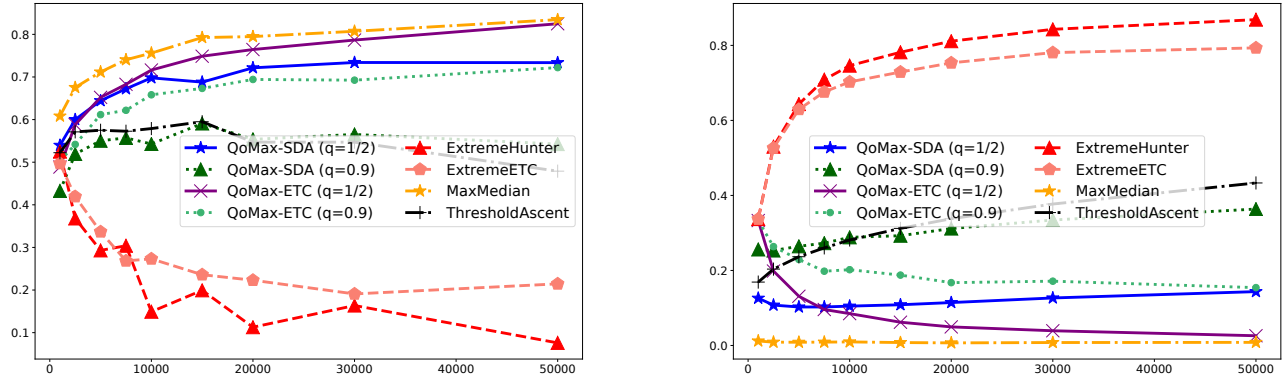 0.8
0.7
0.6
0.5
0.4
0.3
0.2
0.1
QoMax-SDA (q=1/2)
QoMax-SDA (q=0.9)
QoMax-ETC (q=1/2)
QoMax-ETC (q=0.9)
ExtremeHunter
ExtremeETC
MaxMedian
ThresholdAscent
0 10000 20000 30000 40000 50000
0.8
0.6
0.4
0.2
0.0
QoMax-SDA (q=1/2)
QoMax-SDA (q=0.9)
QoMax-ETC (q=1/2)
QoMax-ETC (q=0.9)
ExtremeHunter
ExtremeETC
MaxMedian
ThresholdAscent
0 10000 20000 30000 40000 50000